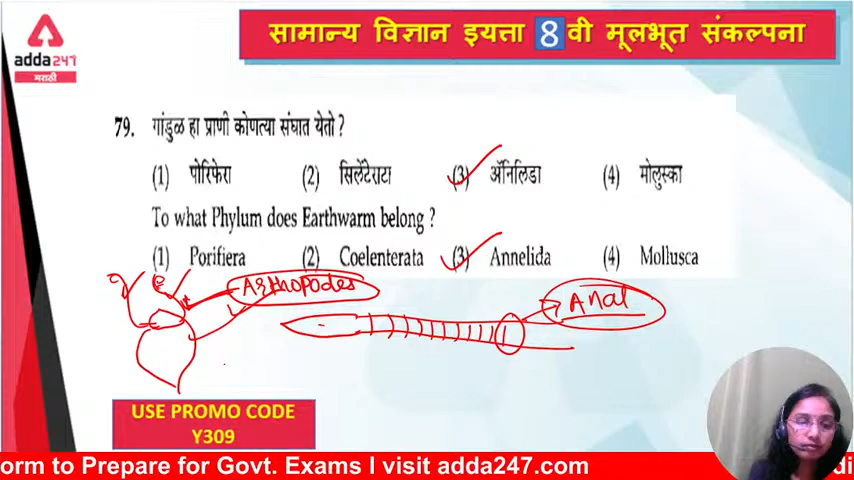 adda247
मराठी
सामान्य विज्ञान इयत्ता 8 वी मूलभूत संकल्पना
79. गांडुळ हा प्राणी कोणत्या संघात येतो ?
(1) पोरिफेरा (2) सिलेंटेराटा (3) ॲनिलिडा (4) मोलुस्का
To what Phylum does Earthwarm belong ?
(1) Porifiera (2) Coelenterata (3) Annelida (4) Mollusca
Arthopodes
Anal
USE PROMO CODE
Y309
orm to Prepare for Govt. Exams I visit adda247.com